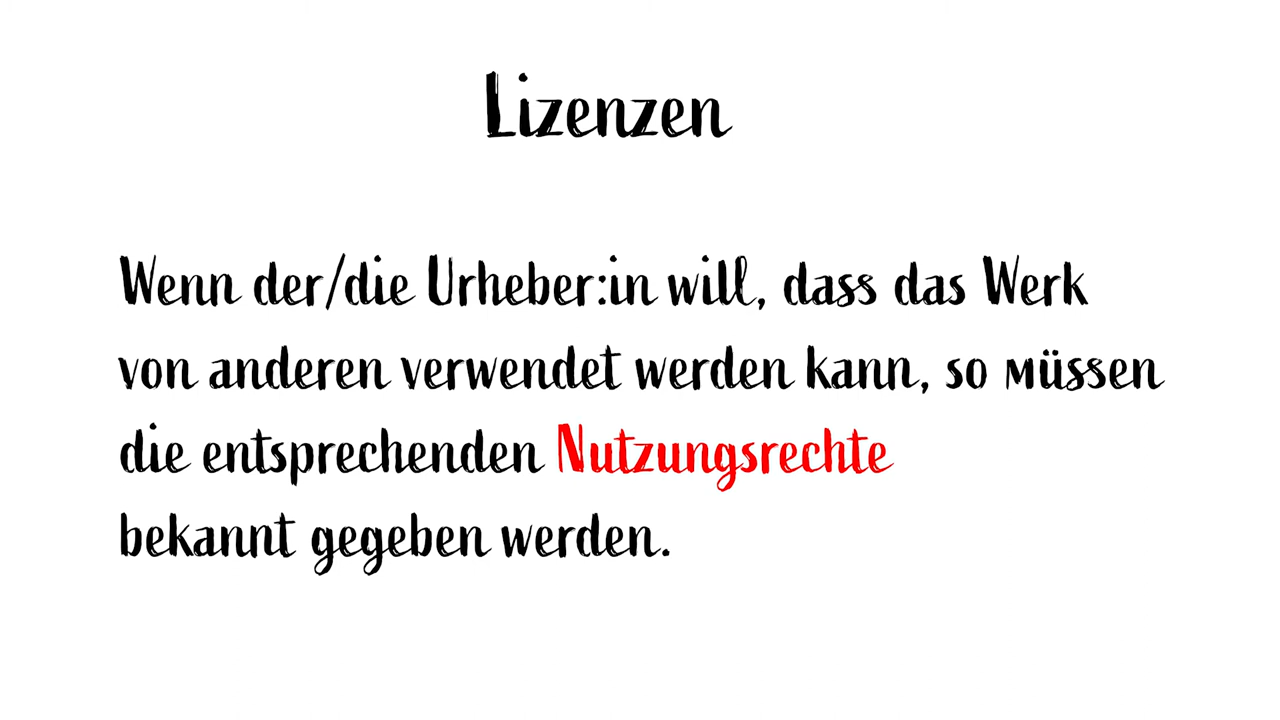 Lizenzen
Wenn der/die Urheber:in will, dass das Werk
von anderen verwendet werden kann, so müssen
die entsprechenden Nutzungsrechte
bekannt gegeben werden.